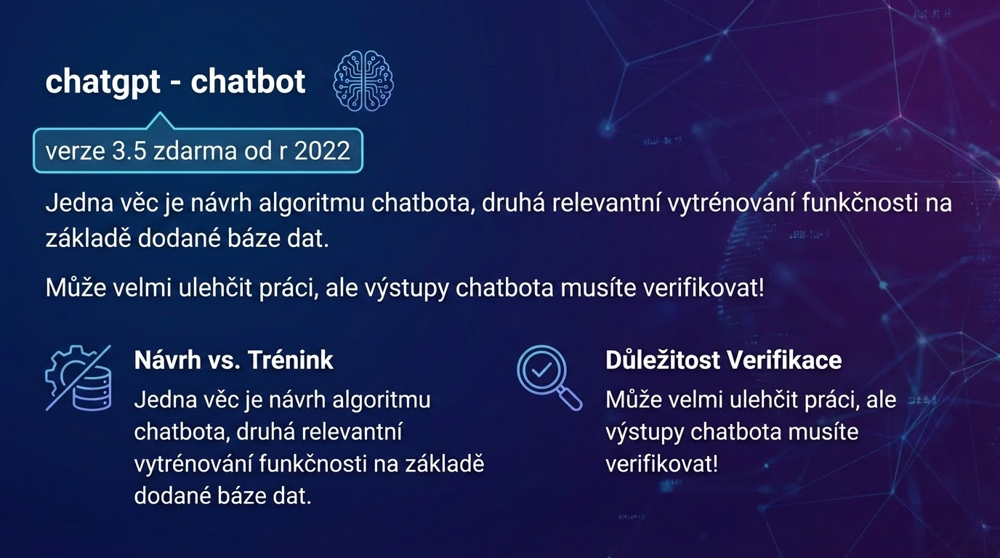 chatgpt - chatbot
verze 3.5 zdarma od r 2022
Jedna věc je návrh algoritmu chatbota, druhá relevantní vytrénování funkčnosti na
základě dodané báze dat.
Může velmi ulehčit práci, ale výstupy chatbota musíte verifikovat!
Návrh vs. Trénink
Jedna věc je návrh algoritmu
chatbota, druhá relevantní
vytrénování funkčnosti na základě
dodané báze dat.
Důležitost Verifikace
Může velmi ulehčit práci, ale
výstupy chatbota musíte
verifikovat!